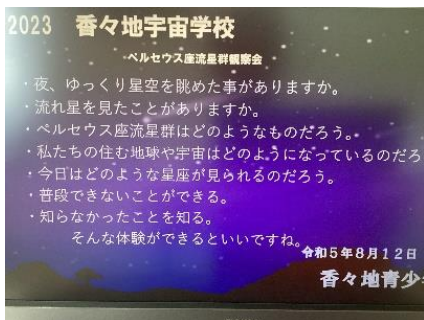 2023 香々地宇宙学校
ペルセウス座流星群観察会
・夜、ゆっくり星空を眺めた事がありますか。
・流れ星を見たことがありますか。
・ペルセウス座流星群はどのようなものだろう。
・私たちの住む地球や宇宙はどのようになっているのだろ
・今日はどのような星座が見られるのだろう。
・普段できないことができる。
・知らなかったことを知る。
そんな体験ができるといいですね。
令和5年8月12日
香々地青少